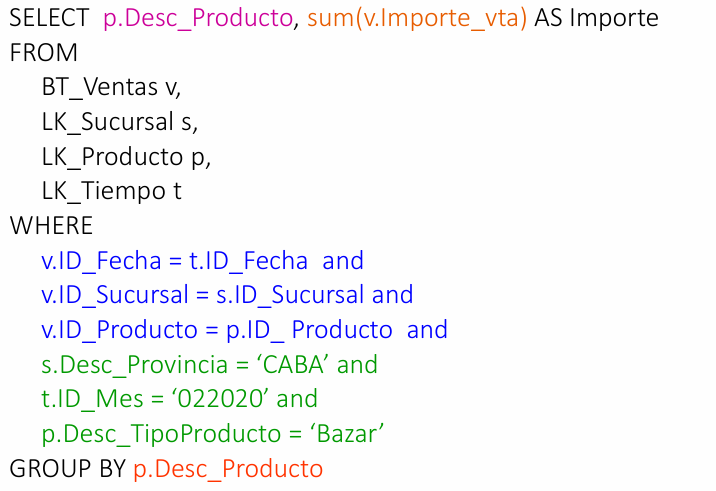 SELECT p.Desc_Producto, sum(v.Importe_vta) AS Importe
FROM
BT_Ventas v,
LK_Sucursal s,
LK_Producto p,
LK_Tiempo t
WHERE
v.ID_Fecha = t.ID_Fecha and
v.ID_Sucursal = s.ID_Sucursal and
v.ID_Producto = p.ID_ Producto and
s.Desc_Provincia = ‘CABA’ and
t.ID_Mes = ‘022020’ and
p.Desc_TipoProducto = ‘Bazar’
GROUP BY p.Desc_Producto